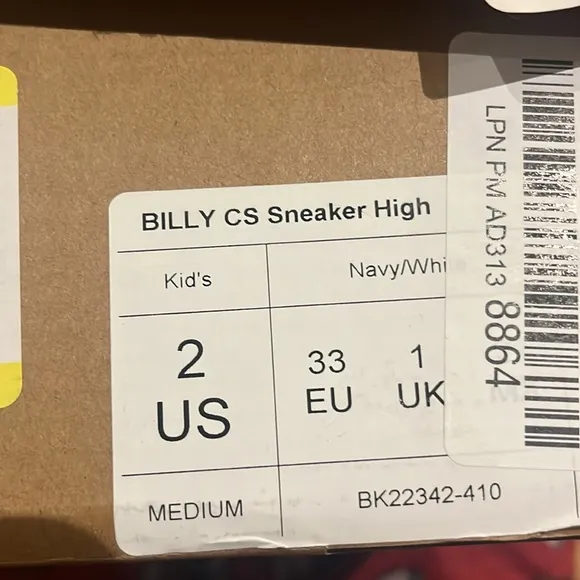 BILLY CS Sneaker High
Kid's
Navy/Whi
2
US
33
EU
1
UK
MEDIUM
BK22342-410
LPN PM AD313 8864